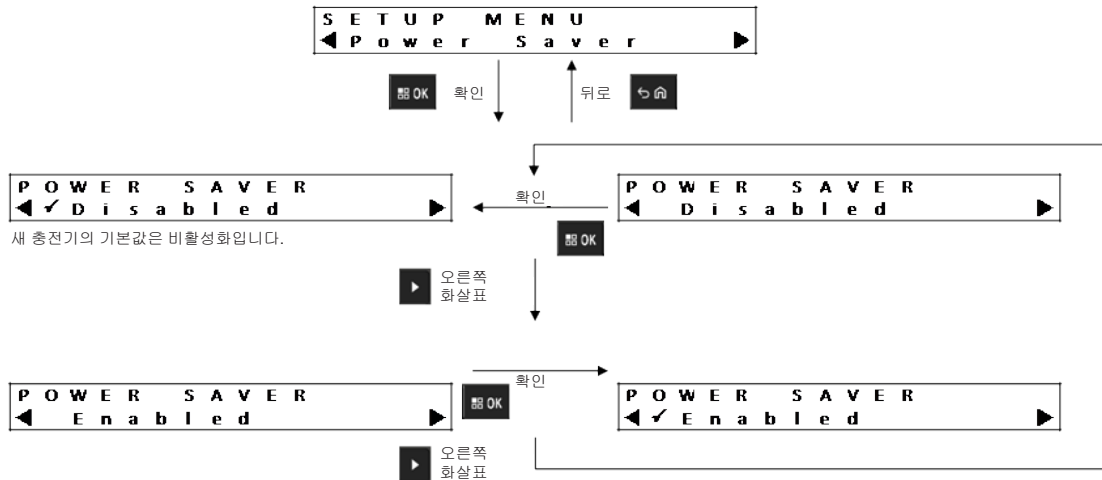 SETUP MENU
◀Power Saver▶
OK 확인
뒤로
POWER SAVER
◀✓Disabled▶
새 충전기의 기본값은 비활성화입니다.
확인
OK
POWER SAVER
◀ Disabled▶
오른쪽
화살표
POWER SAVER
◀ Enabled▶
OK
확인
POWER SAVER
◀✓Enabled▶
오른쪽
화살표